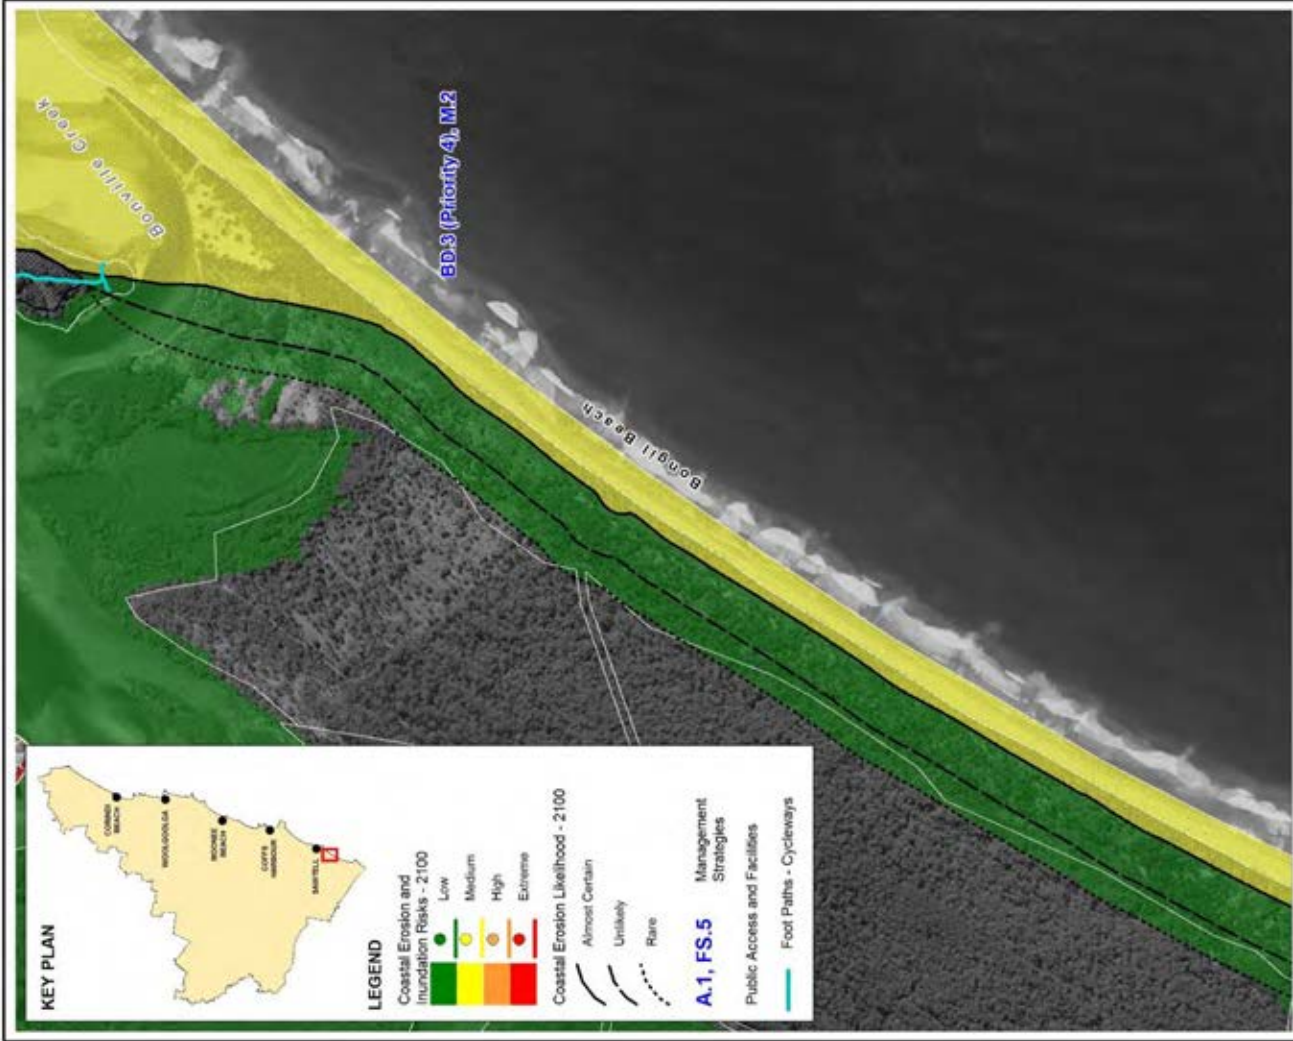 Bonville Creek
BD.3 (Priority 4), M.2
Bongil Beach
KEY PLAN
CORINDI
BEACH
WOOLGOOLGA
MOONEE
BEACH
COFFS
HARBOUR
SAWTELL
LEGEND
Coastal Erosion and
Inundation Risks - 2100
Low
Medium
High
Extreme
Coastal Erosion Likelihood - 2100
Almost Certain
Unlikely
Rare
A.1, FS.5
Management
Strategies
Public Access and Facilities
Foot Paths - Cycleways